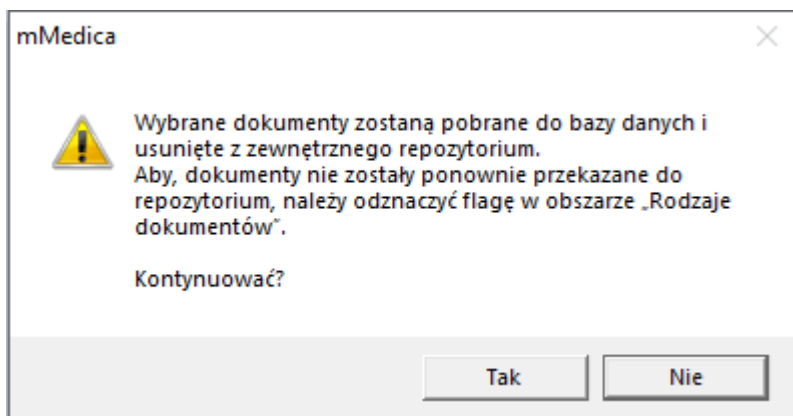 mMedica
Wybrane dokumenty zostaną pobrane do bazy danych i
usunięte z zewnętrznego repozytorium.
Aby, dokumenty nie zostały ponownie przekazane do
repozytorium, należy odznaczyć flagę w obszarze „Rodzaje
dokumentów”.
Kontynuować?
Tak
Nie